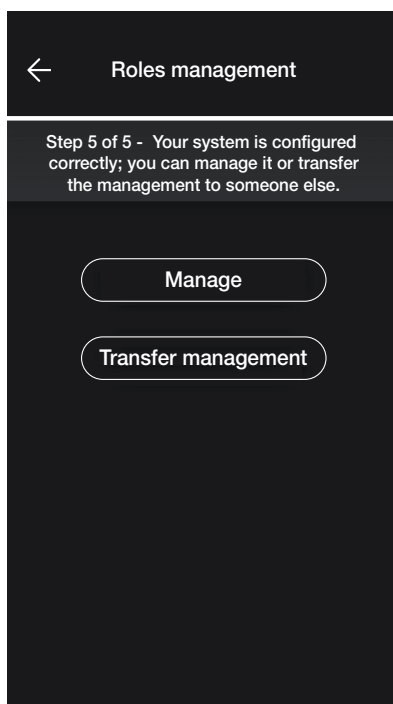 Roles management
Step 5 of 5 -  Your system is configured
correctly; you can manage it or transfer
the management to someone else.
Manage
Transfer management